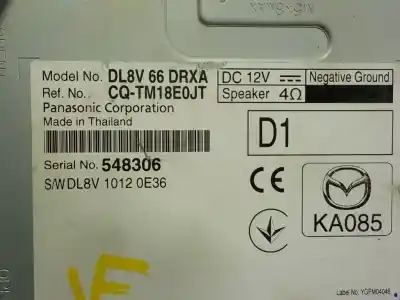 Model No. DL8V 66 DRXA
Ref. No. CQ-TM18E0JT
Panasonic Corporation
Made in Thailand
DC 12V
Negative Ground
Speaker 4Ω
D1
Serial No. 548306
S/W DL8V 1012 0E36
CE
KA085
Label No. YGPM04046